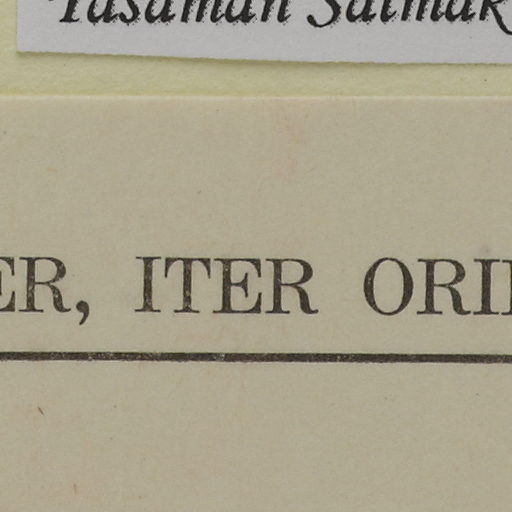 Yasaman Salmak
ER, ITER ORI